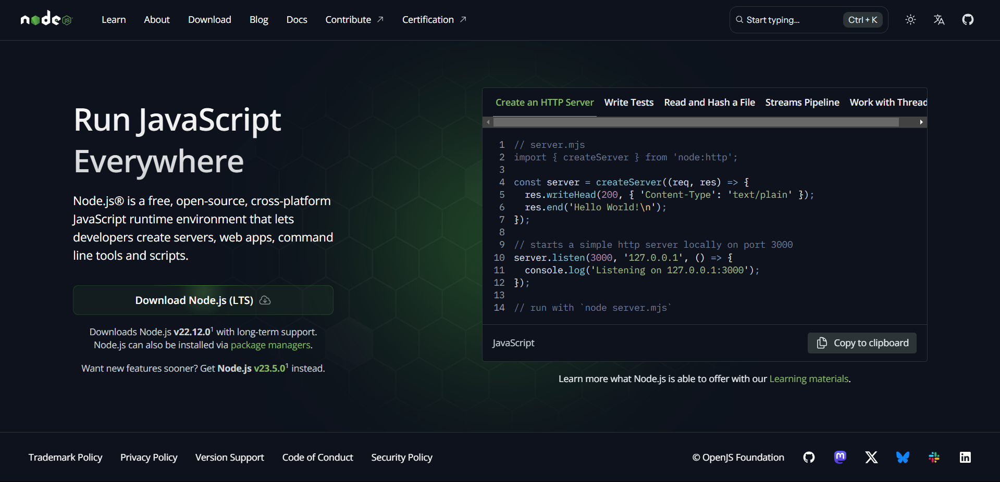 node JS
Learn
About
Download
Blog
Docs
Contribute
Certification
Start typing...
Ctrl + K
Run JavaScript
Everywhere
Node.js® is a free, open-source, cross-platform
JavaScript runtime environment that lets
developers create servers, web apps, command
line tools and scripts.
Download Node.js (LTS)
Downloads Node.js v22.12.0¹ with long-term support.
Node.js can also be installed via package managers.
Want new features sooner? Get Node.js v23.5.0¹ instead.
Create an HTTP Server
Write Tests
Read and Hash a File
Streams Pipeline
Work with Thread
1 // server.mjs
2 import { createServer } from 'node:http';
3
4 const server = createServer((req, res) => {
5   res.writeHead(200, { 'Content-Type': 'text/plain' });
6   res.end('Hello World!\n');
7 });
8
9 // starts a simple http server locally on port 3000
10 server.listen(3000, '127.0.0.1', () => {
11   console.log('Listening on 127.0.0.1:3000');
12 });
13
14 // run with `node server.mjs`
JavaScript
Copy to clipboard
Learn more what Node.js is able to offer with our Learning materials.
Trademark Policy
Privacy Policy
Version Support
Code of Conduct
Security Policy
© OpenJS Foundation